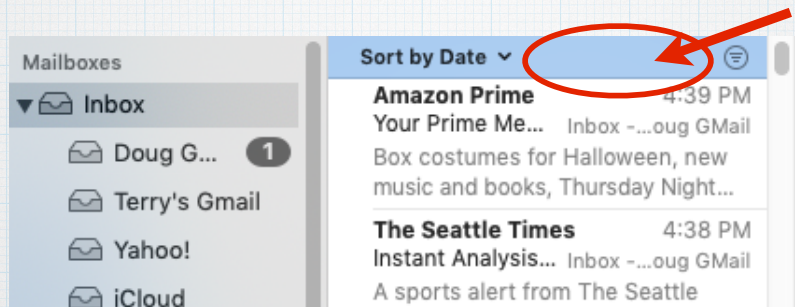 Mailboxes
Inbox
Doug G... 1
Terry's Gmail
Yahoo!
iCloud
Sort by Date
Amazon Prime 4:39 PM
Your Prime Me... Inbox -...oug GMail
Box costumes for Halloween, new
music and books, Thursday Night...
The Seattle Times 4:38 PM
Instant Analysis... Inbox -...oug GMail
A sports alert from The Seattle